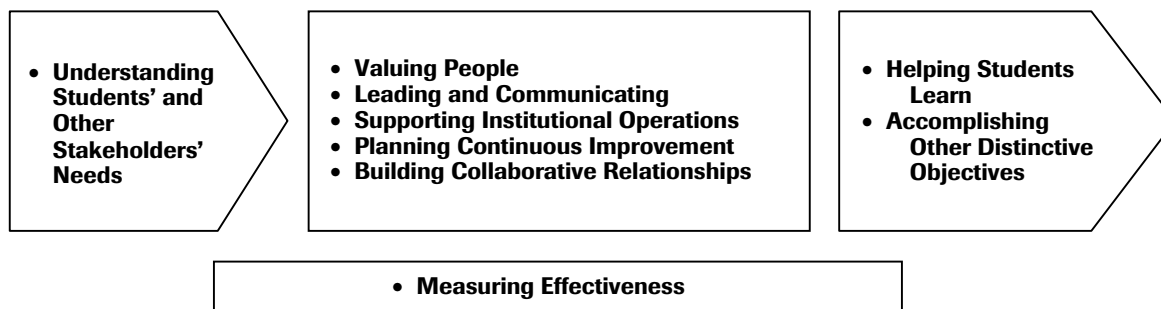 • Understanding
Students’ and
Other
Stakeholders’
Needs
• Valuing People
• Leading and Communicating
• Supporting Institutional Operations
• Planning Continuous Improvement
• Building Collaborative Relationships
• Helping Students
Learn
• Accomplishing
Other Distinctive
Objectives
• Measuring Effectiveness